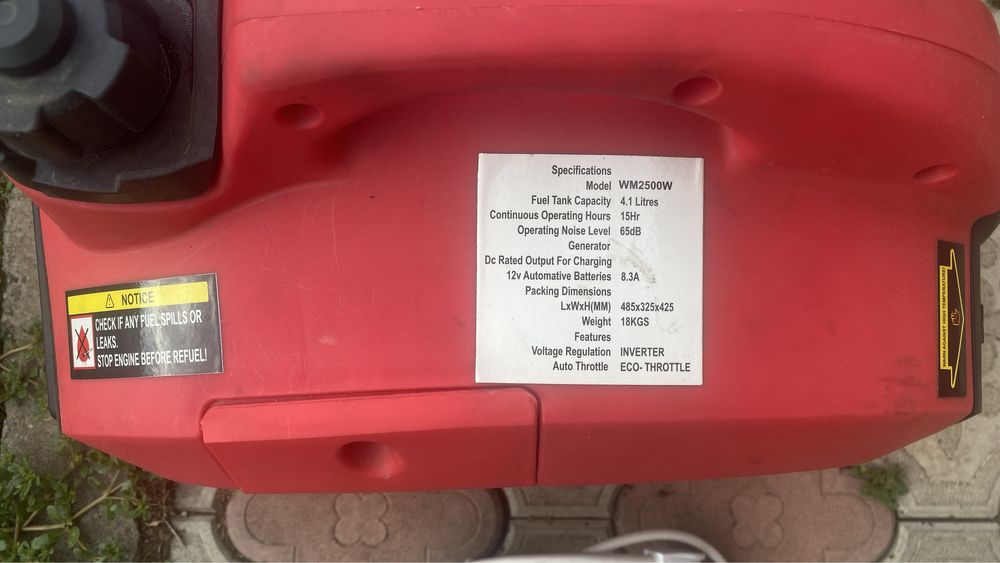 Specifications
Model WM2500W
Fuel Tank Capacity 4.1 Litres
Continuous Operating Hours 15Hr
Operating Noise Level 65dB
Generator
Dc Rated Output For Charging
12v Automative Batteries 8.3A
Packing Dimensions
LxWxH(MM) 485x325x425
Weight 18KGS
Features
Voltage Regulation INVERTER
Auto Throttle ECO- THROTTLE
NOTICE
CHECK IF ANY FUEL SPILLS OR
LEAKS.
STOP ENGINE BEFORE REFUEL!
WARN AGAINST HIGH TEMPERATURE!